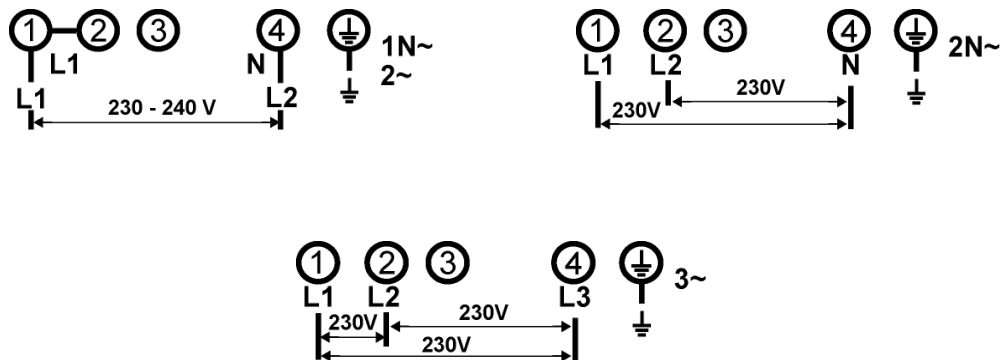 1 2 3 4 1N~
L1 N 2~
L1 L2
230 - 240 V
1 2 3 4 2N~
L1 L2 N
230V
230V
1 2 3 4 3~
L1 L2 L3
230V 230V
230V